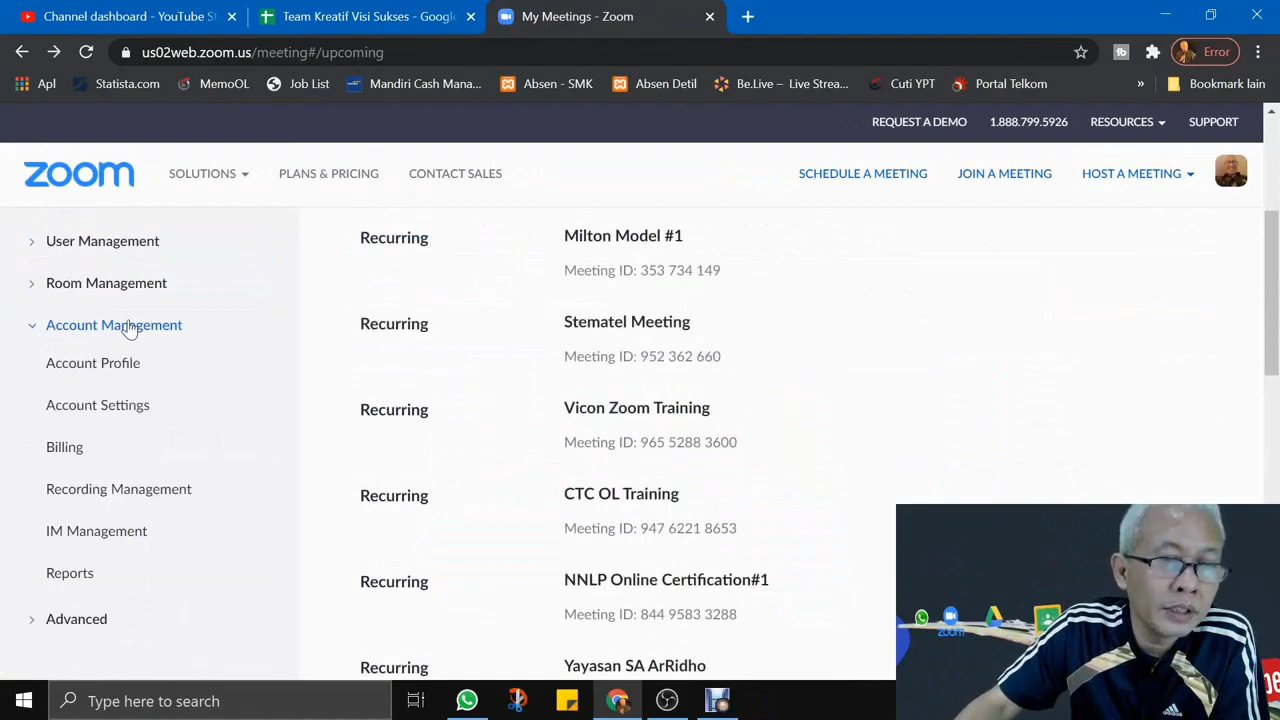 Channel dashboard - YouTube S
Team Kreatif Visi Sukses - Google
My Meetings - Zoom
us02web.zoom.us/meeting#/upcoming
Error
Apl
Statista.com
MemoOL
Job List
Mandiri Cash Mana...
Absen - SMK
Absen Detil
Be.Live – Live Strea...
Cuti YPT
Portal Telkom
»
Bookmark lain
REQUEST A DEMO
1.888.799.5926
RESOURCES
SUPPORT
zoom
SOLUTIONS
PLANS & PRICING
CONTACT SALES
SCHEDULE A MEETING
JOIN A MEETING
HOST A MEETING
User Management
Room Management
Account Management
Account Profile
Account Settings
Billing
Recording Management
IM Management
Reports
Advanced
Recurring
Milton Model #1
Meeting ID: 353 734 149
Recurring
Stematel Meeting
Meeting ID: 952 362 660
Recurring
Vicon Zoom Training
Meeting ID: 965 5288 3600
Recurring
CTC OL Training
Meeting ID: 947 6221 8653
Recurring
NNLP Online Certification#1
Meeting ID: 844 9583 3288
Recurring
Yayasan SA ArRidho
zoom
Type here to search